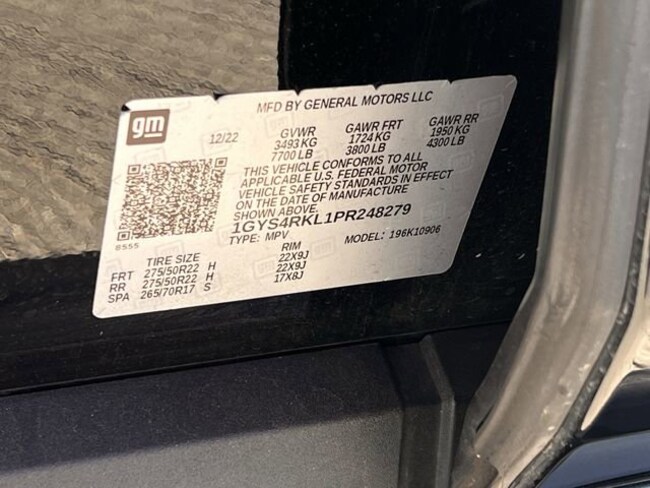 gm
MFD BY GENERAL MOTORS LLC
12/22 GVWR GAWR FRT GAWR RR
3493 KG 1724 KG 1950 KG
7700 LB 3800 LB 4300 LB
THIS VEHICLE CONFORMS TO ALL
APPLICABLE U.S. FEDERAL MOTOR
VEHICLE SAFETY STANDARDS IN EFFECT
ON THE DATE OF MANUFACTURE
SHOWN ABOVE.
1GYS4RKL1PR248279
TYPE: MPV MODEL: 196K10906
8555
TIRE SIZE RIM
FRT 275/50R22 H 22X9J
RR 275/50R22 H 22X9J
SPA 265/70R17 S 17X8J